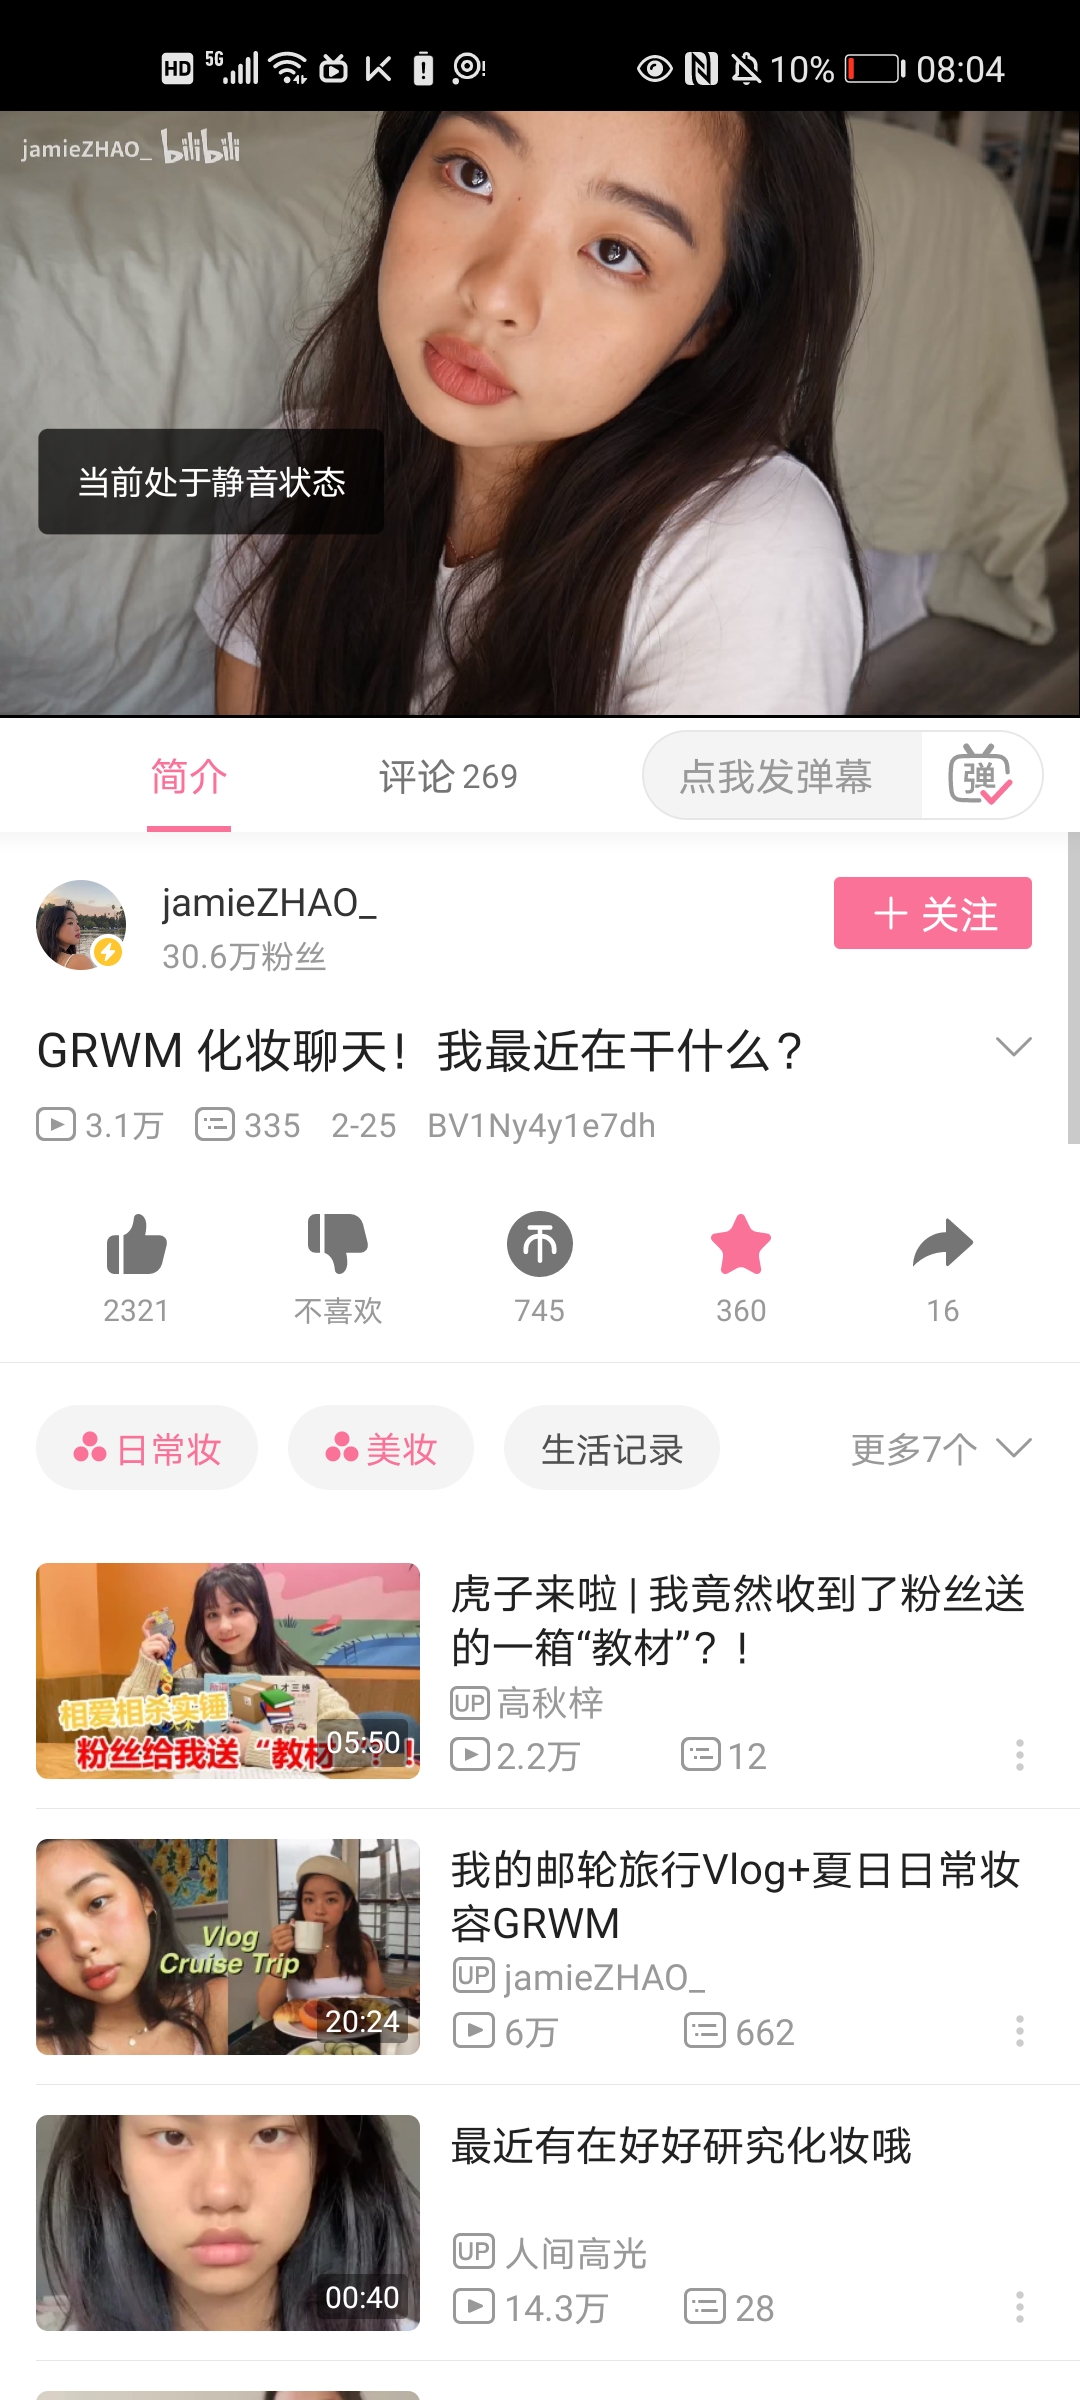 HD 5G 10% 08:04
jamieZHAO_ bilibili
当前处于静音状态
简介 评论 269 点我发弹幕 弹
jamieZHAO_
30.6万粉丝
关注
GRWM 化妆聊天！我最近在干什么？
3.1万 335 2-25 BV1Ny4y1e7dh
2321 不喜欢 745 360 16
日常妆 美妆 生活记录 更多7个
相爱相杀实锤
粉丝给我送“教材”？！
05:50
虎子来啦 | 我竟然收到了粉丝送
的一箱“教材”？！
UP 高秋梓
2.2万 12
Vlog
Cruise Trip
20:24
我的邮轮旅行Vlog+夏日日常妆
容GRWM
UP jamieZHAO_
6万 662
00:40
最近有在好好研究化妆哦
UP 人间高光
14.3万 28